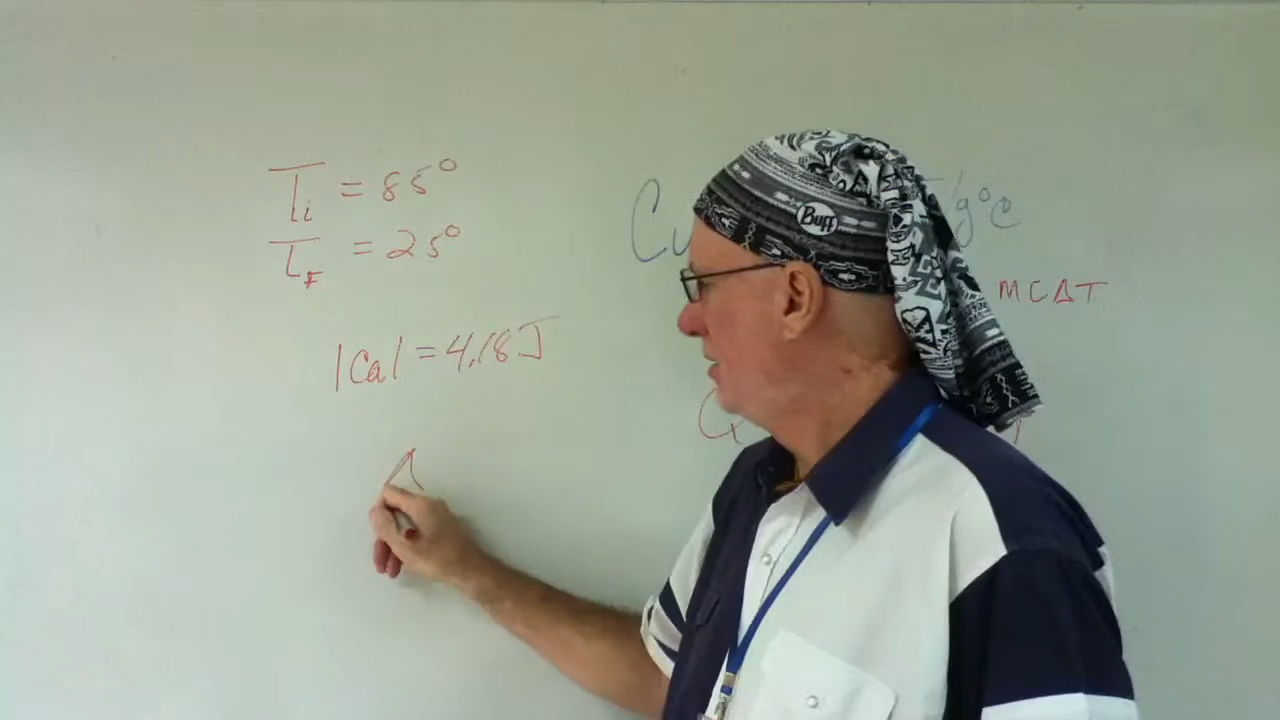 Ti = 85°
TF = 25°
1 Cal = 4.18 J
Cu
/g°C
MCΔT
Buff